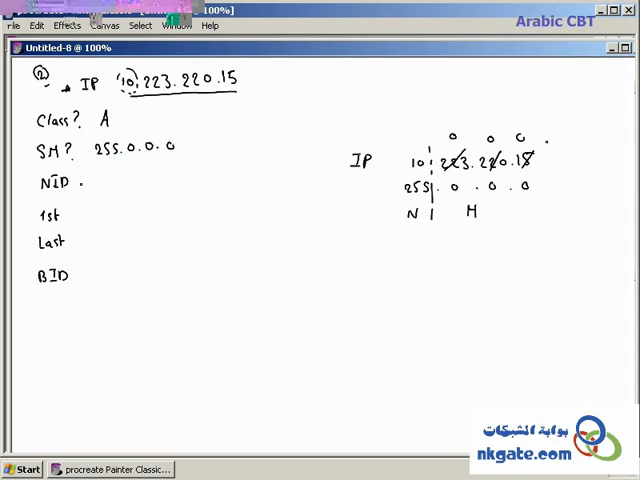 Arabic CBT
File Edit Canvas Select Window Help
Untitled-8 @ 100%
2 IP 10.223.220.15
Class? A
SM? 255.0.0.0
NID
1st
Last
BID
0 0 0
IP 10 223.220.15
255.0.0.0
N H
بوابة الشبكات
nkgate.com
Start procreate Painter Classic...